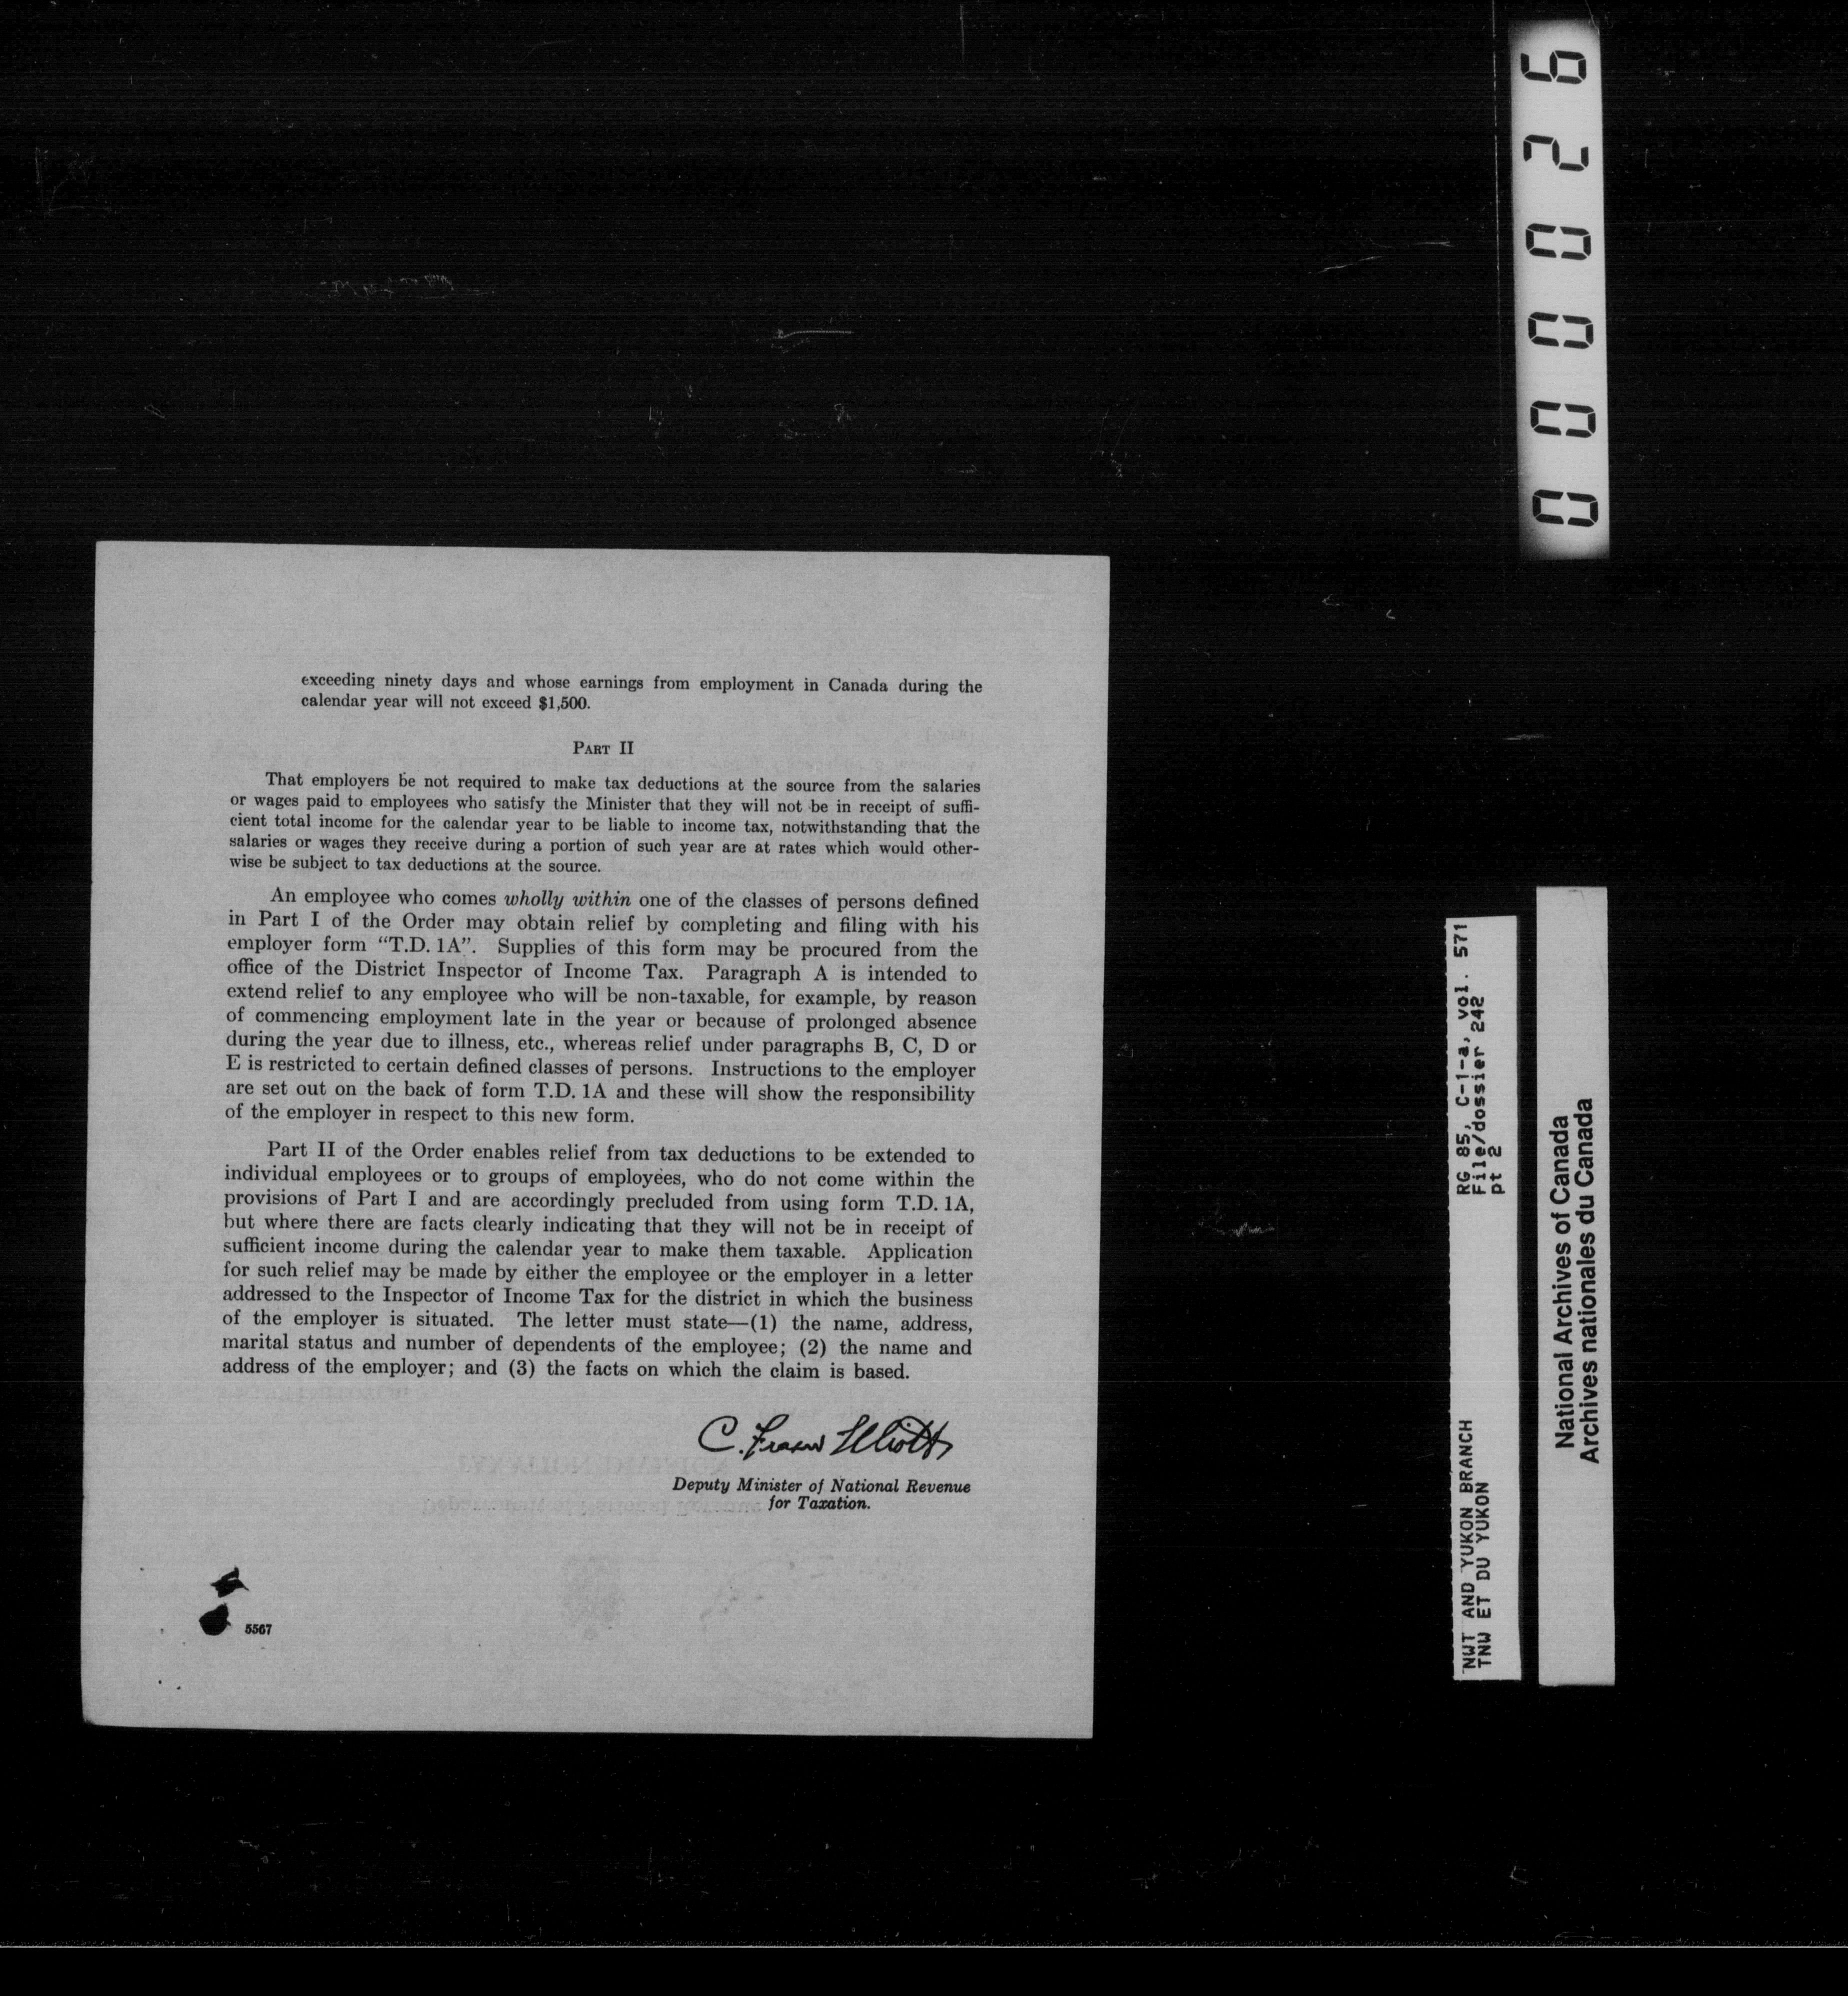 exceeding ninety days and whose earnings from employment in Canada during the
calendar year will not exceed $1,500.
PART II
That employers be not required to make tax deductions at the source from the salaries
or wages paid to employees who satisfy the Minister that they will not be in receipt of suffi-
cient total income for the calendar year to be liable to income tax, notwithstanding that the
salaries or wages they receive during a portion of such year are at rates which would other-
wise be subject to tax deductions at the source.
An employee who comes wholly within one of the classes of persons defined
in Part I of the Order may obtain relief by completing and filing with his
employer form “T.D. 1A”. Supplies of this form may be procured from the
office of the District Inspector of Income Tax. Paragraph A is intended to
extend relief to any employee who will be non-taxable, for example, by reason
of commencing employment late in the year or because of prolonged absence
during the year due to illness, etc., whereas relief under paragraphs B, C, D or
E is restricted to certain defined classes of persons. Instructions to the employer
are set out on the back of form T.D. 1A and these will show the responsibility
of the employer in respect to this new form.
Part II of the Order enables relief from tax deductions to be extended to
individual employees or to groups of employees, who do not come within the
provisions of Part I and are accordingly precluded from using form T.D. 1A,
but where there are facts clearly indicating that they will not be in receipt of
sufficient income during the calendar year to make them taxable. Application
for such relief may be made by either the employee or the employer in a letter
addressed to the Inspector of Income Tax for the district in which the business
of the employer is situated. The letter must state—(1) the name, address,
marital status and number of dependents of the employee; (2) the name and
address of the employer; and (3) the facts on which the claim is based.
C. Fraser Elliott
Deputy Minister of National Revenue
for Taxation.
5567
000026
NWT AND YUKON BRANCH
TNW ET DU YUKON
RG 85, C-1-a, vol. 571
File/dossier 242
pt 2
National Archives of Canada
Archives nationales du Canada